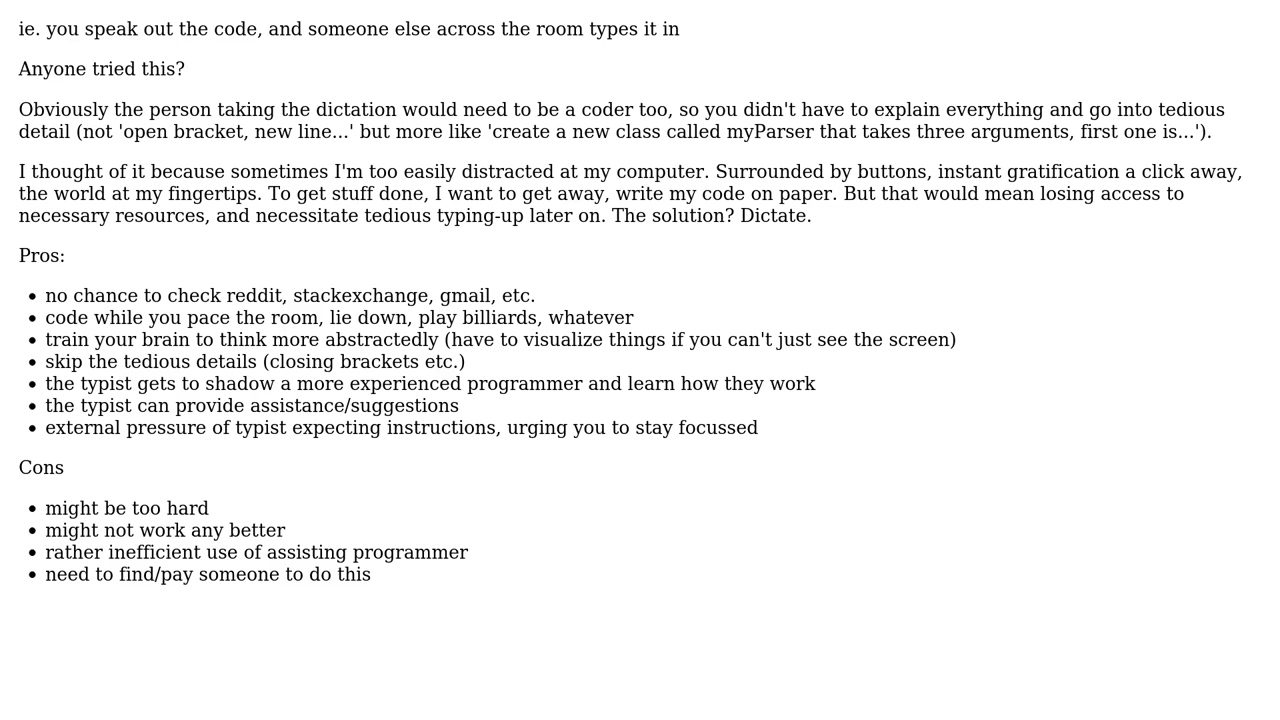 ie. you speak out the code, and someone else across the room types it in
Anyone tried this?
Obviously the person taking the dictation would need to be a coder too, so you didn't have to explain everything and go into tedious
detail (not 'open bracket, new line...' but more like 'create a new class called myParser that takes three arguments, first one is...').
I thought of it because sometimes I'm too easily distracted at my computer. Surrounded by buttons, instant gratification a click away,
the world at my fingertips. To get stuff done, I want to get away, write my code on paper. But that would mean losing access to
necessary resources, and necessitate tedious typing-up later on. The solution? Dictate.
Pros:
• no chance to check reddit, stackexchange, gmail, etc.
• code while you pace the room, lie down, play billiards, whatever
• train your brain to think more abstractedly (have to visualize things if you can't just see the screen)
• skip the tedious details (closing brackets etc.)
• the typist gets to shadow a more experienced programmer and learn how they work
• the typist can provide assistance/suggestions
• external pressure of typist expecting instructions, urging you to stay focussed
Cons
• might be too hard
• might not work any better
• rather inefficient use of assisting programmer
• need to find/pay someone to do this